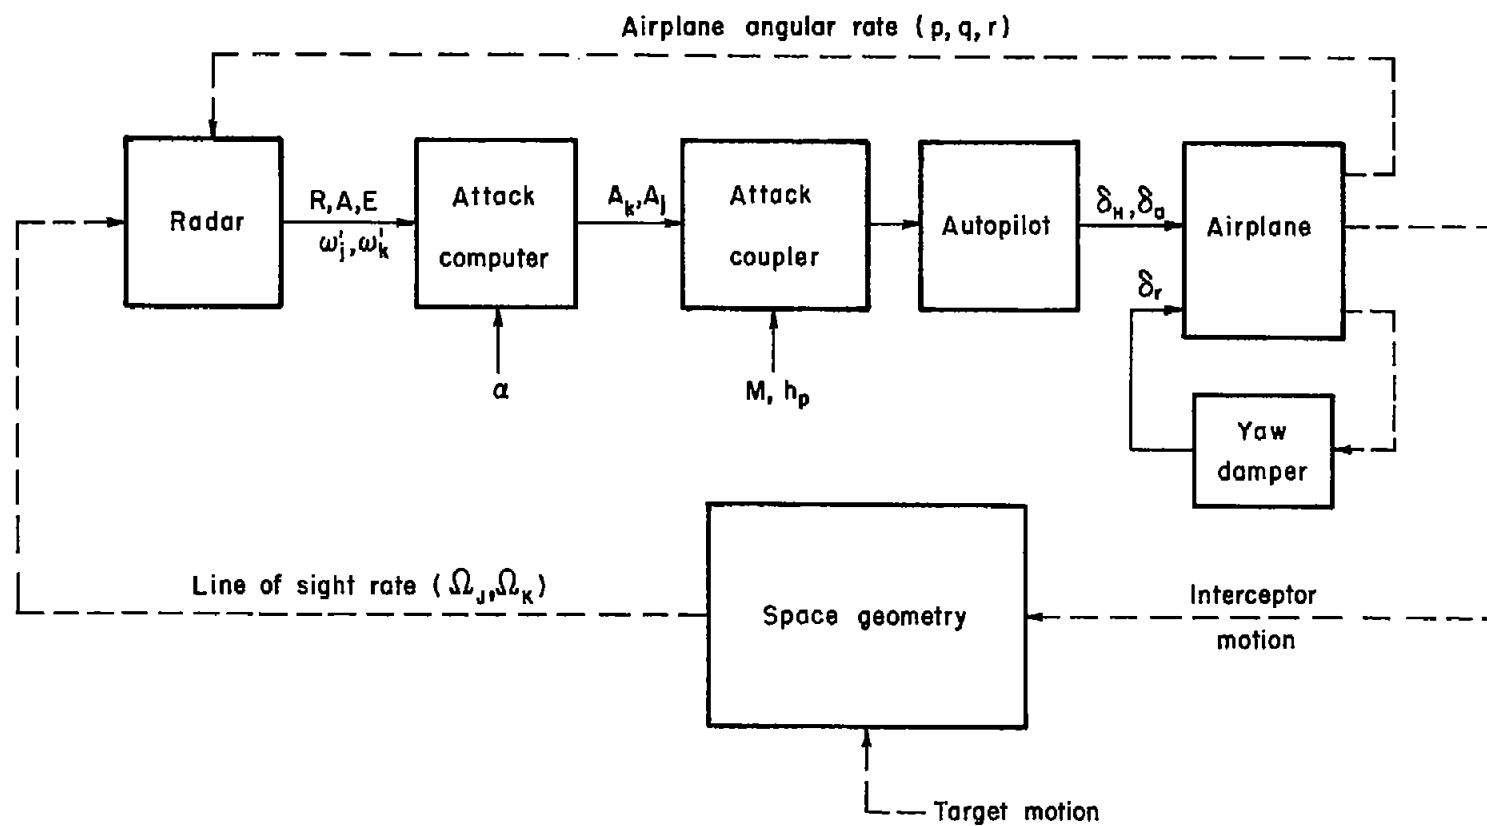 Airplane angular rate (p, q, r)
Radar
R, A, E
ω'j, ω'k
Attack
computer
α
Ak, Aj
Attack
coupler
M, hp
Autopilot
δH, δa
δr
Airplane
Yaw
damper
Line of sight rate (ΩJ, ΩK)
Space geometry
Interceptor
motion
Target motion